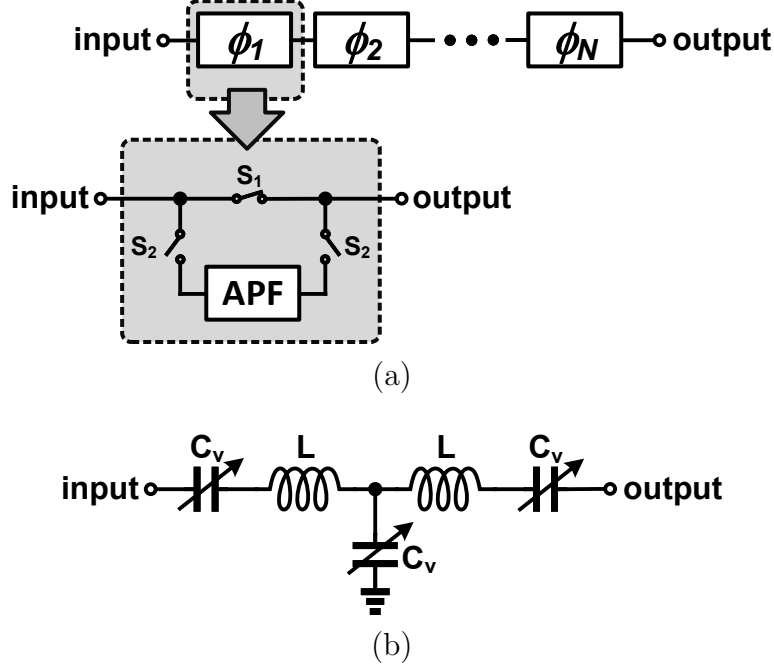 input ϕ1 ϕ2 ϕN output
input S1 output
S2 S2
APF
(a)
Cv L L Cv
input output
Cv
(b)